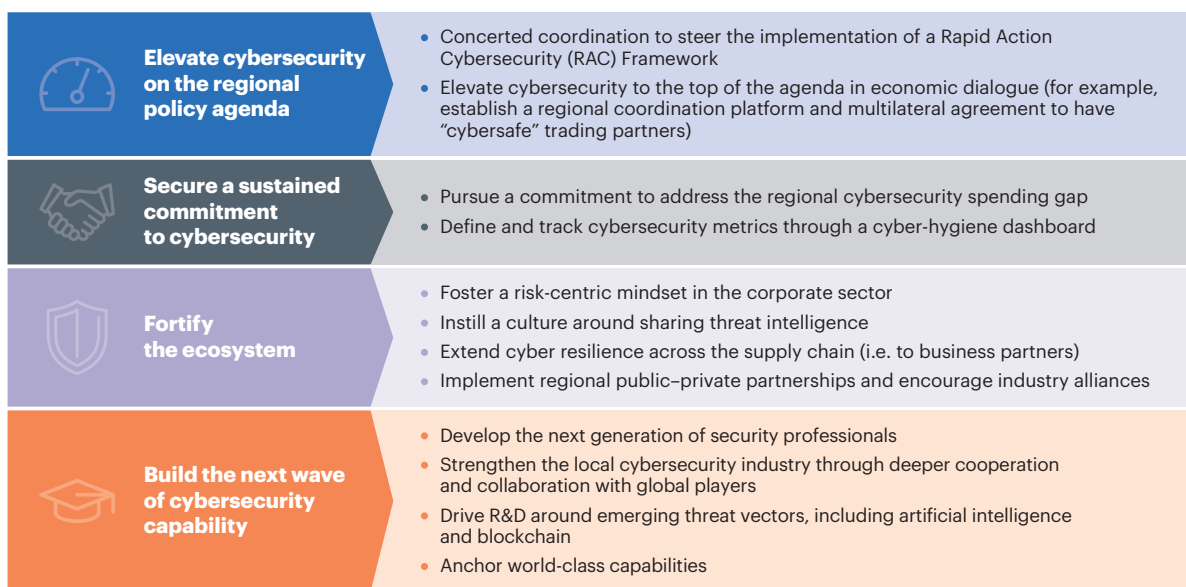 Elevate cybersecurity
on the regional
policy agenda
• Concerted coordination to steer the implementation of a Rapid Action
Cybersecurity (RAC) Framework
• Elevate cybersecurity to the top of the agenda in economic dialogue (for example,
establish a regional coordination platform and multilateral agreement to have
“cybersafe” trading partners)
Secure a sustained
commitment
to cybersecurity
• Pursue a commitment to address the regional cybersecurity spending gap
• Define and track cybersecurity metrics through a cyber-hygiene dashboard
Fortify
the ecosystem
• Foster a risk-centric mindset in the corporate sector
• Instill a culture around sharing threat intelligence
• Extend cyber resilience across the supply chain (i.e. to business partners)
• Implement regional public–private partnerships and encourage industry alliances
Build the next wave
of cybersecurity
capability
• Develop the next generation of security professionals
• Strengthen the local cybersecurity industry through deeper cooperation
and collaboration with global players
• Drive R&D around emerging threat vectors, including artificial intelligence
and blockchain
• Anchor world-class capabilities